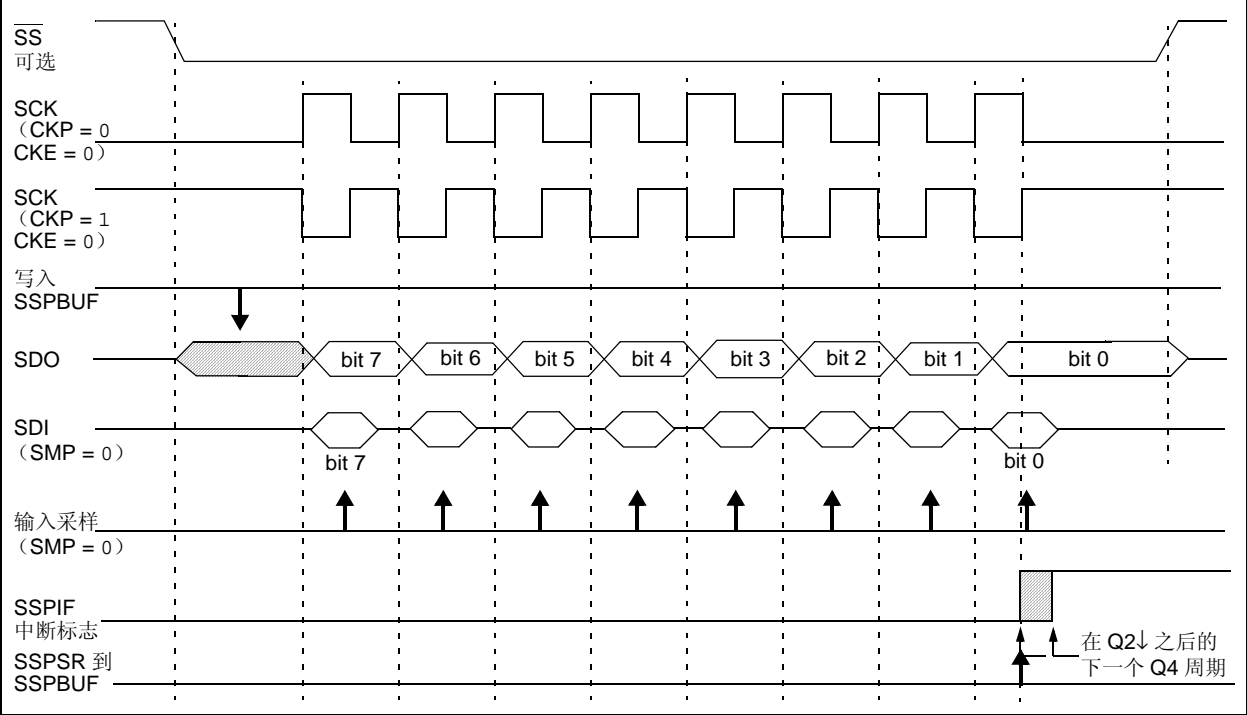 SS
可选
SCK
（CKP = 0
CKE = 0）
SCK
（CKP = 1
CKE = 0）
写入
SSPBUF
SDO
bit 7
bit 6
bit 5
bit 4
bit 3
bit 2
bit 1
bit 0
SDI
（SMP = 0）
bit 7
bit 0
输入采样
（SMP = 0）
SSPIF
中断标志
SSPSR 到
SSPBUF
在 Q2↓ 之后的
下一个 Q4 周期